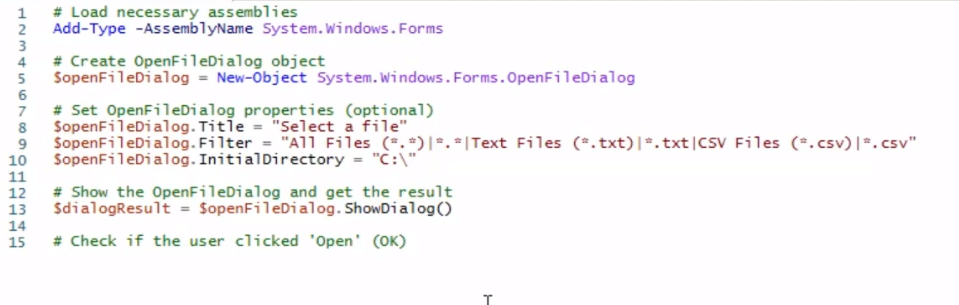 1 # Load necessary assemblies
2 Add-Type -AssemblyName System.Windows.Forms
3
4 # Create OpenFileDialog object
5 $openFileDialog = New-Object System.Windows.Forms.OpenFileDialog
6
7 # Set OpenFileDialog properties (optional)
8 $openFileDialog.Title = "Select a file"
9 $openFileDialog.Filter = "All Files (*.*)|*.*|Text Files (*.txt)|*.txt|CSV Files (*.csv)|*.csv"
10 $openFileDialog.InitialDirectory = "C:\"
11
12 # Show the OpenFileDialog and get the result
13 $dialogResult = $openFileDialog.ShowDialog()
14
15 # Check if the user clicked 'Open' (OK)